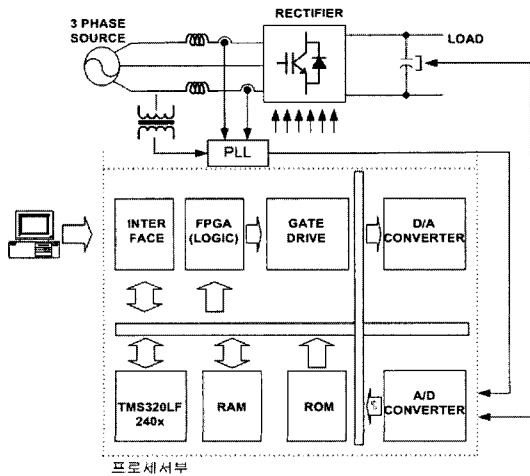 3 PHASE
SOURCE
RECTIFIER
LOAD
PLL
INTER
FACE
FPGA
(LOGIC)
GATE
DRIVE
D/A
CONVERTER
TMS320LF
240x
RAM
ROM
A/D
CONVERTER
프로세서부